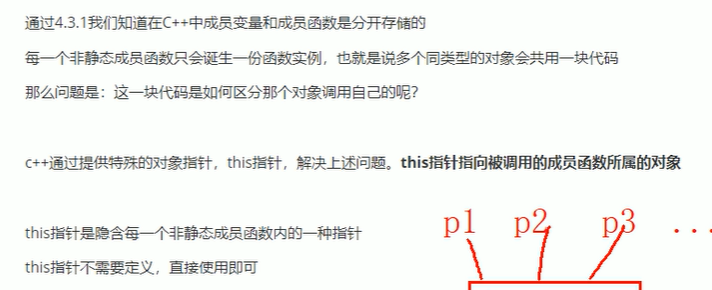 通过4.3.1我们知道在C++中成员变量和成员函数是分开存储的
每一个非静态成员函数只会诞生一份函数实例，也就是说多个同类型的对象会共用一块代码
那么问题是：这一块代码是如何区分那个对象调用自己的呢？
c++通过提供特殊的对象指针，this指针，解决上述问题。this指针指向被调用的成员函数所属的对象
this指针是隐含每一个非静态成员函数内的一种指针
p1 p2 p3 ...
this指针不需要定义，直接使用即可